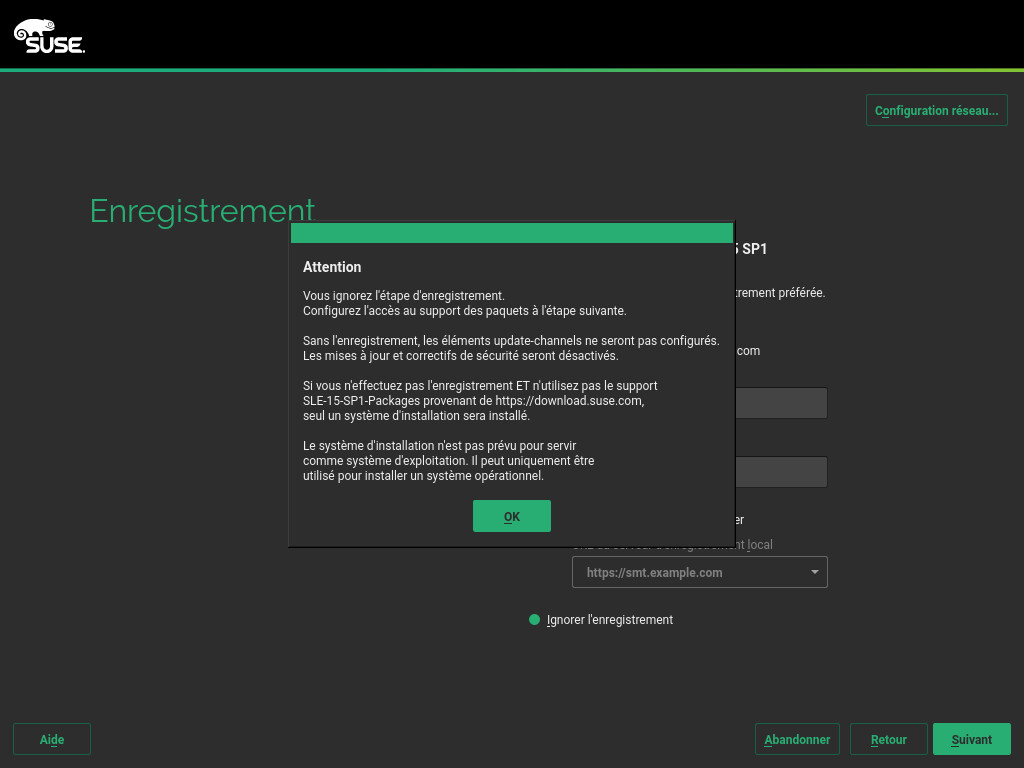 SUSE
Configuration réseau...
Enregistrement
SP1
Attention
Vous ignorez l'étape d'enregistrement.
trement préférée.
Configurez l'accès au support des paquets à l'étape suivante.
Sans l'enregistrement, les éléments update-channels ne seront pas configurés.
com
Les mises à jour et correctifs de sécurité seront désactivés.
Si vous n'effectuez pas l'enregistrement ET n'utilisez pas le support
SLE-15-SP1-Packages provenant de https://download.suse.com,
seul un système d'installation sera installé.
Le système d'installation n'est pas prévu pour servir
comme système d'exploitation. Il peut uniquement être
utilisé pour installer un système opérationnel.
OK
er
local
https://smt.example.com
Ignorer l'enregistrement
Aide
Abandonner
Retour
Suivant